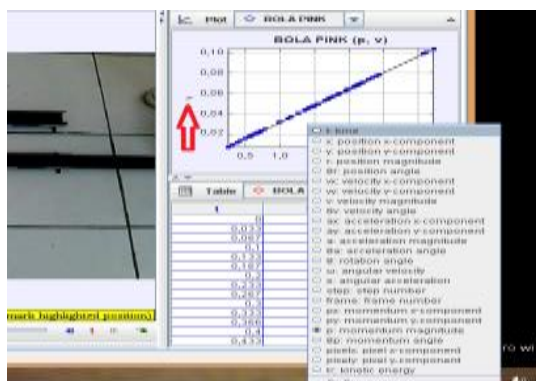 Plot BOLA PINK
BOLA PINK (p, v)
0,10
0,08
0,06
0,02
0,5 1,0
Table BOLA
t
0
0,033
0,067
0,1
0,133
0,167
0,2
0,233
0,267
0,3
0,333
0,366
0,4
0,433
mark highlighted position)
t: time
x: position x-component
y: position y-component
r: position magnitude
θr: position angle
vx: velocity x-component
vy: velocity y-component
v: velocity magnitude
θv: velocity angle
ax: acceleration x-component
ay: acceleration y-component
a: acceleration magnitude
θa: acceleration angle
θ: rotation angle
ω: angular velocity
α: angular acceleration
step: step number
frame: frame number
px: momentum x-component
py: momentum y-component
p: momentum magnitude
θp: momentum angle
pixelx: pixel x-component
pixely: pixel y-component
K: kinetic energy
ro wi